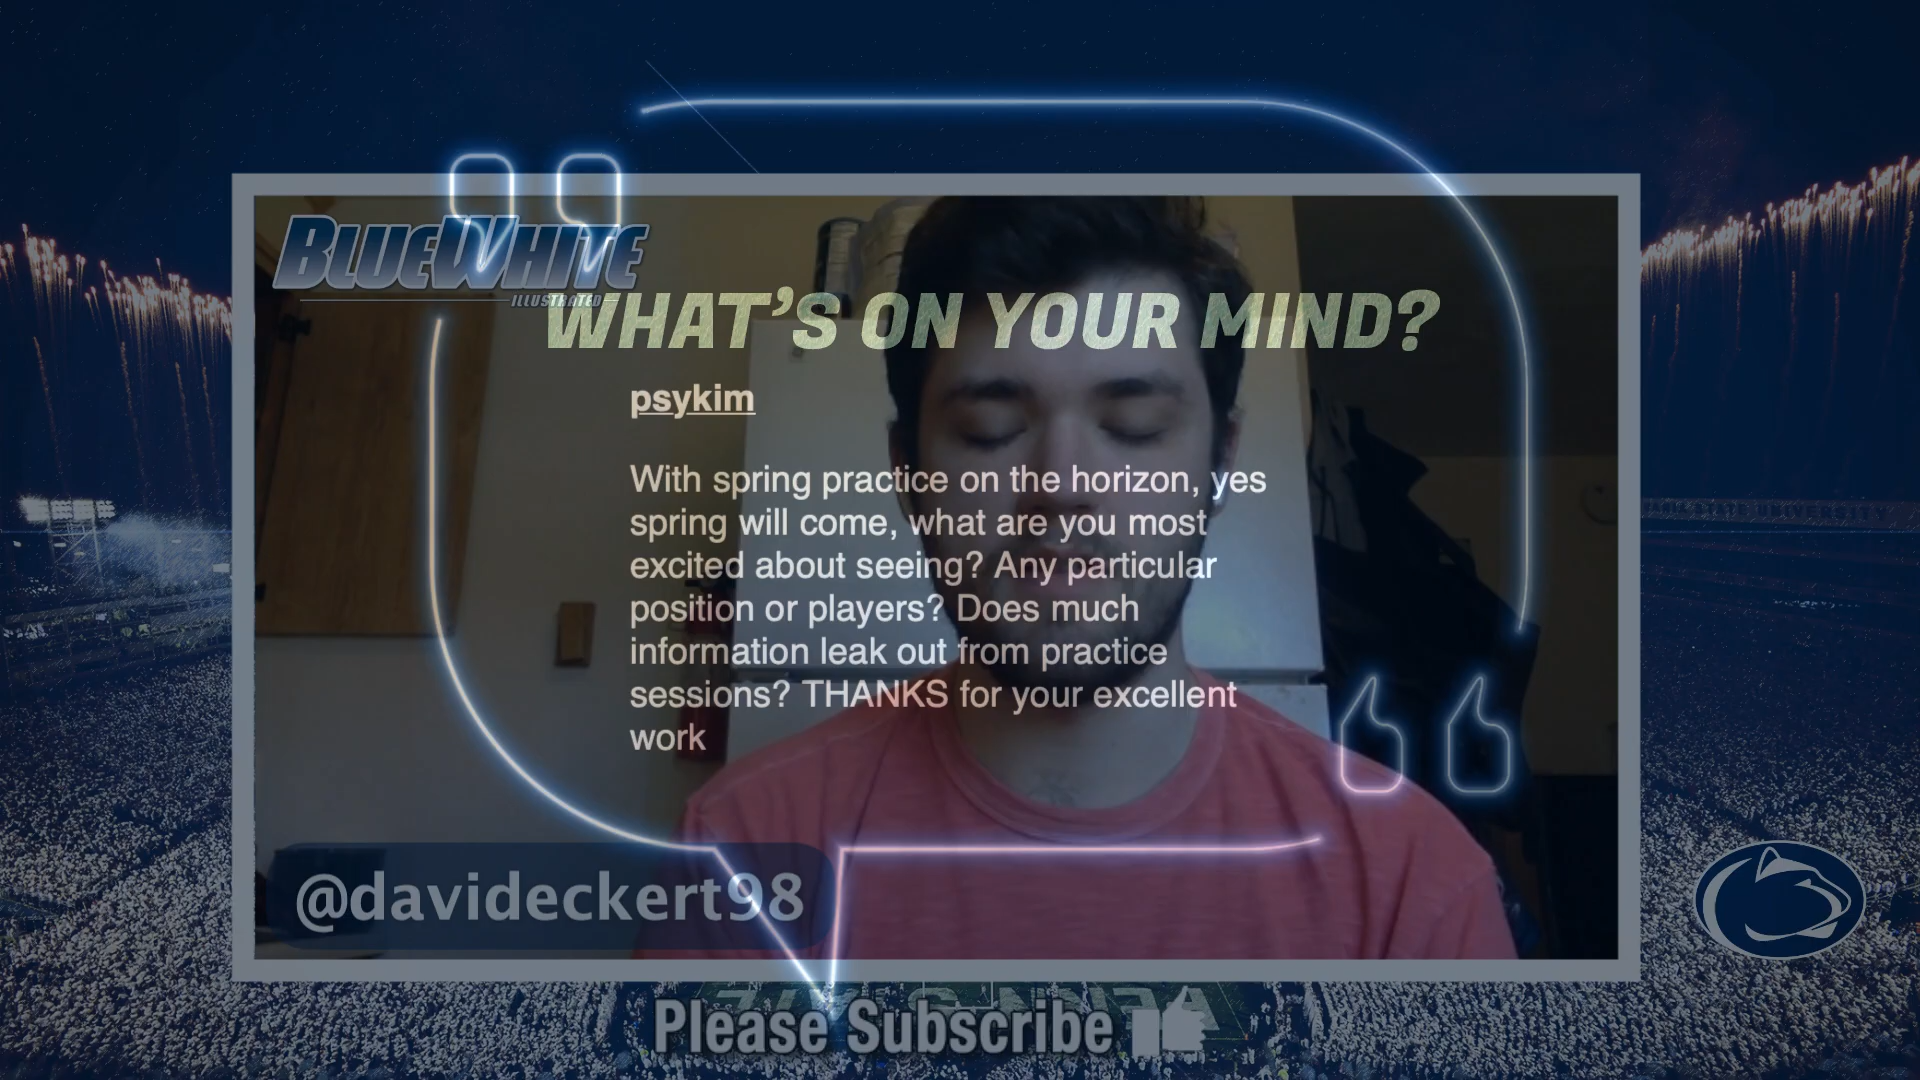 BLUEWHITE
ILLUSTRATED
WHAT'S ON YOUR MIND?
psykim
With spring practice on the horizon, yes
spring will come, what are you most
excited about seeing? Any particular
position or players? Does much
information leak out from practice
sessions? THANKS for your excellent
work
@davideckert98
Please Subscribe